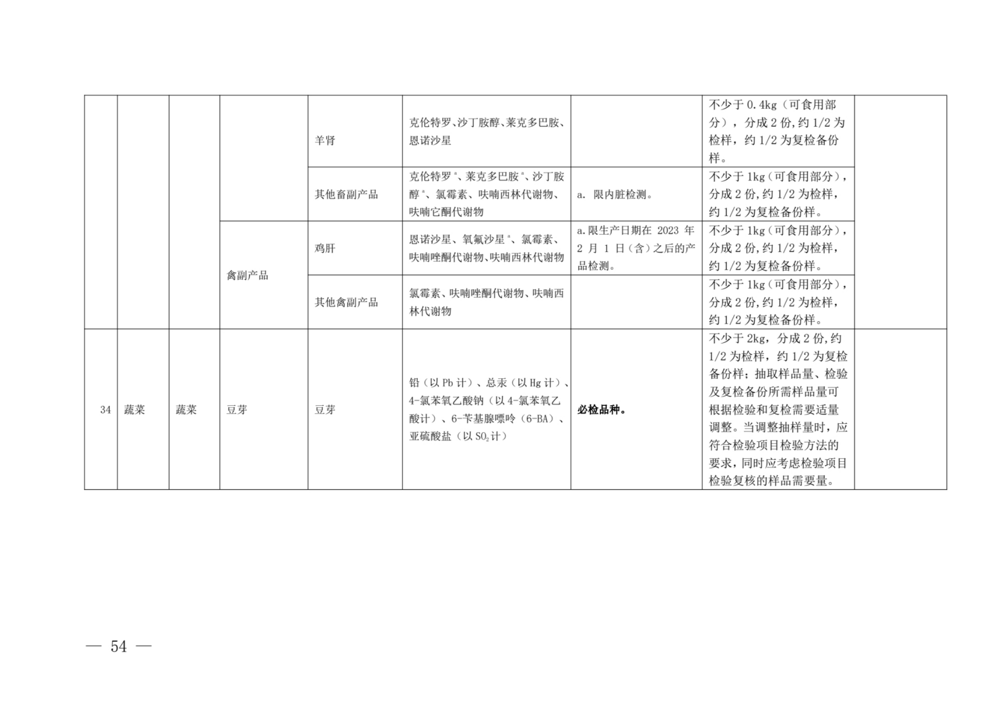 羊肾
克伦特罗、沙丁胺醇、莱克多巴胺、
恩诺沙星
不少于 0.4kg（可食用部
分），分成 2 份,约 1/2 为
检样，约 1/2 为复检备份
样。
其他畜副产品
克伦特罗ᵃ、莱克多巴胺ᵃ、沙丁胺
醇ᵃ、氯霉素、呋喃西林代谢物、
呋喃它酮代谢物
a. 限内脏检测。
不少于 1kg（可食用部分），
分成 2 份,约 1/2 为检样，
约 1/2 为复检备份样。
禽副产品
鸡肝
恩诺沙星、氧氟沙星ᵃ、氯霉素、
呋喃唑酮代谢物、呋喃西林代谢物
a.限生产日期在 2023 年
2 月 1 日（含）之后的产
品检测。
不少于 1kg（可食用部分），
分成 2 份,约 1/2 为检样，
约 1/2 为复检备份样。
其他禽副产品
氯霉素、呋喃唑酮代谢物、呋喃西
林代谢物
不少于 1kg（可食用部分），
分成 2 份,约 1/2 为检样，
约 1/2 为复检备份样。
34
蔬菜
蔬菜
豆芽
豆芽
铅（以 Pb 计）、总汞（以 Hg 计）、
4-氯苯氧乙酸钠（以 4-氯苯氧乙
酸计）、6-苄基腺嘌呤（6-BA）、
亚硫酸盐（以 SO₂计）
必检品种。
不少于 2kg，分成 2 份,约
1/2 为检样，约 1/2 为复检
备份样；抽取样品量、检验
及复检备份所需样品量可
根据检验和复检需要适量
调整。当调整抽样量时，应
符合检验项目检验方法的
要求，同时应考虑检验项目
检验复核的样品需要量。
— 54 —